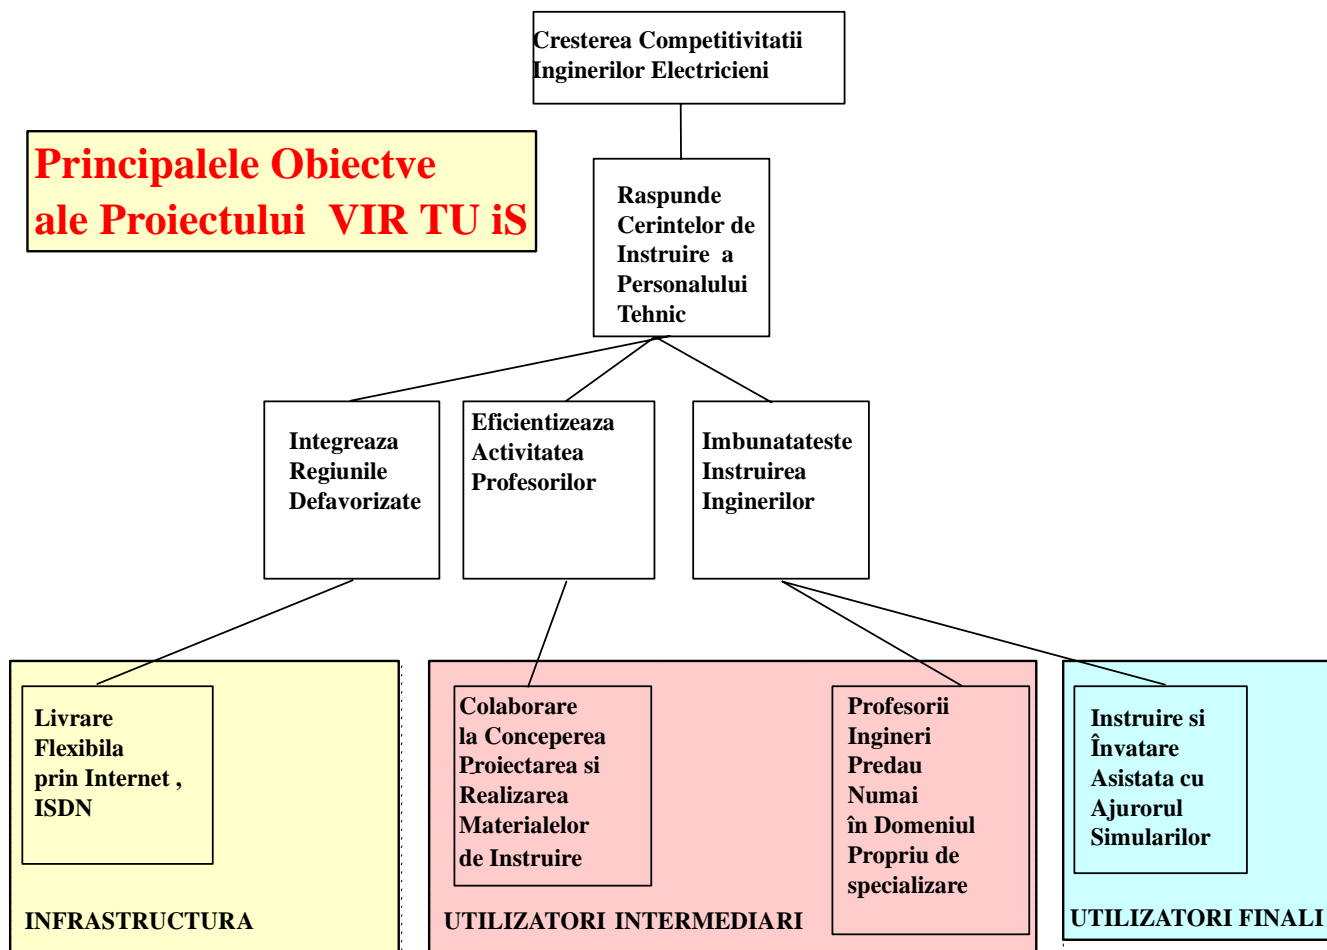 Cresterea Competitivitatii
Inginerilor Electricieni
Principalele Obiectve
ale Proiectului VIR TU iS
Raspunde
Cerintelor de
Instruire a
Personalului
Tehnic
Integreaza
Regiunile
Defavorizate
Eficientizeaza
Activitatea
Profesorilor
Imbunatateste
Instruirea
Inginerilor
Livrare
Flexibila
prin Internet ,
ISDN
INFRASTRUCTURA
Colaborare
la Conceperea
Proiectarea si
Realizarea
Materialelor
de Instruire
Profesorii
Ingineri
Predau
Numai
în Domeniul
Propriu de
specializare
UTILIZATORI INTERMEDIARI
Instruire si
Învatare
Asistata cu
Ajurorul
Simularilor
UTILIZATORI FINALI